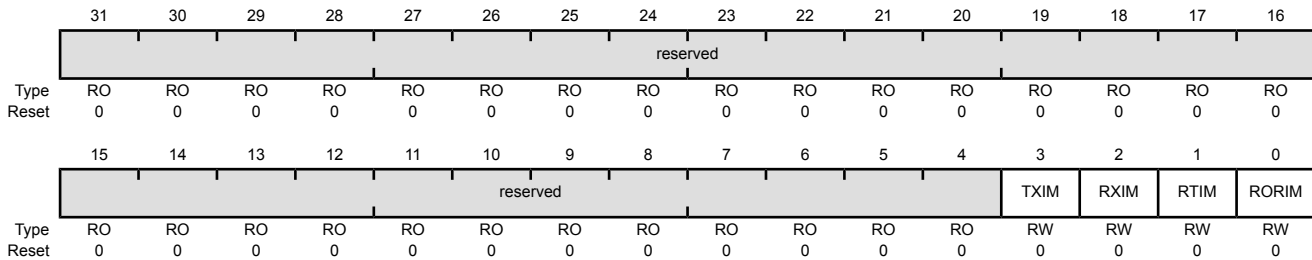 31 30 29 28 27 26 25 24 23 22 21 20 19 18 17 16
reserved
Type RO RO RO RO RO RO RO RO RO RO RO RO RO RO RO RO
Reset 0 0 0 0 0 0 0 0 0 0 0 0 0 0 0 0
15 14 13 12 11 10 9 8 7 6 5 4 3 2 1 0
reserved TXIM RXIM RTIM RORIM
Type RO RO RO RO RO RO RO RO RO RO RO RO RW RW RW RW
Reset 0 0 0 0 0 0 0 0 0 0 0 0 0 0 0 0